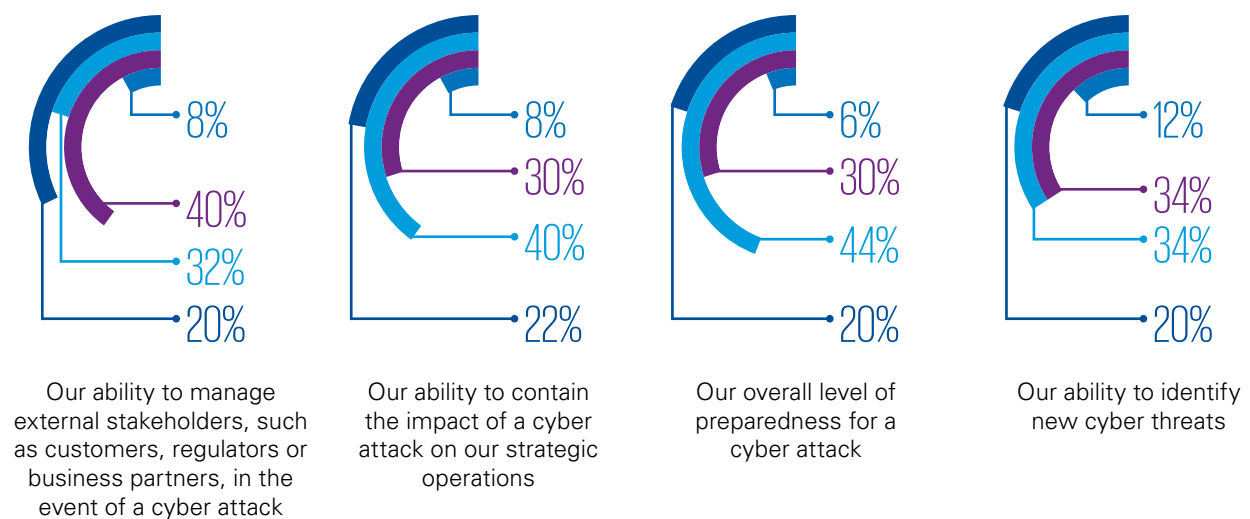 8%
40%
32%
20%
Our ability to manage
external stakeholders, such
as customers, regulators or
business partners, in the
event of a cyber attack
8%
30%
40%
22%
Our ability to contain
the impact of a cyber
attack on our strategic
operations
6%
30%
44%
20%
Our overall level of
preparedness for a
cyber attack
12%
34%
34%
20%
Our ability to identify
new cyber threats